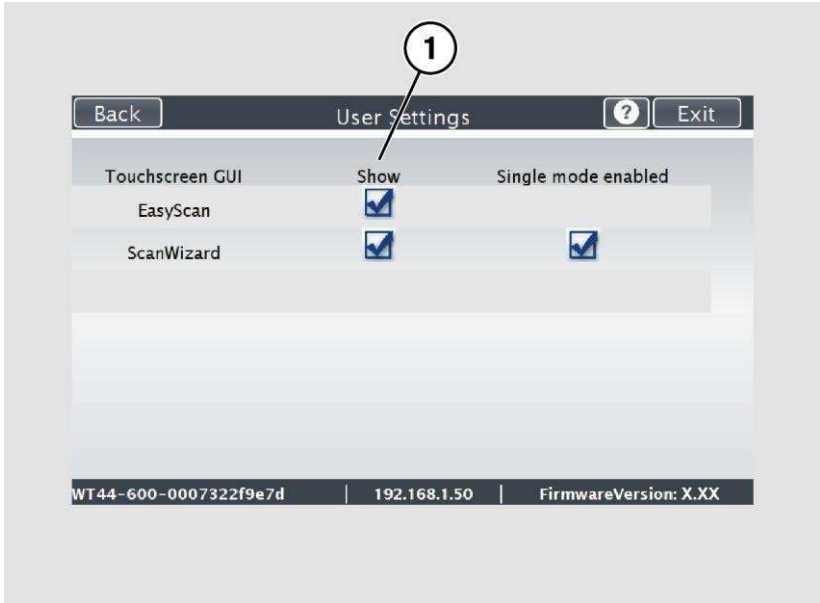 1
Back User Settings ? Exit
Touchscreen GUI Show Single mode enabled
EasyScan
ScanWizard
WT44-600-0007322f9e7d | 192.168.1.50 | FirmwareVersion: X.XX